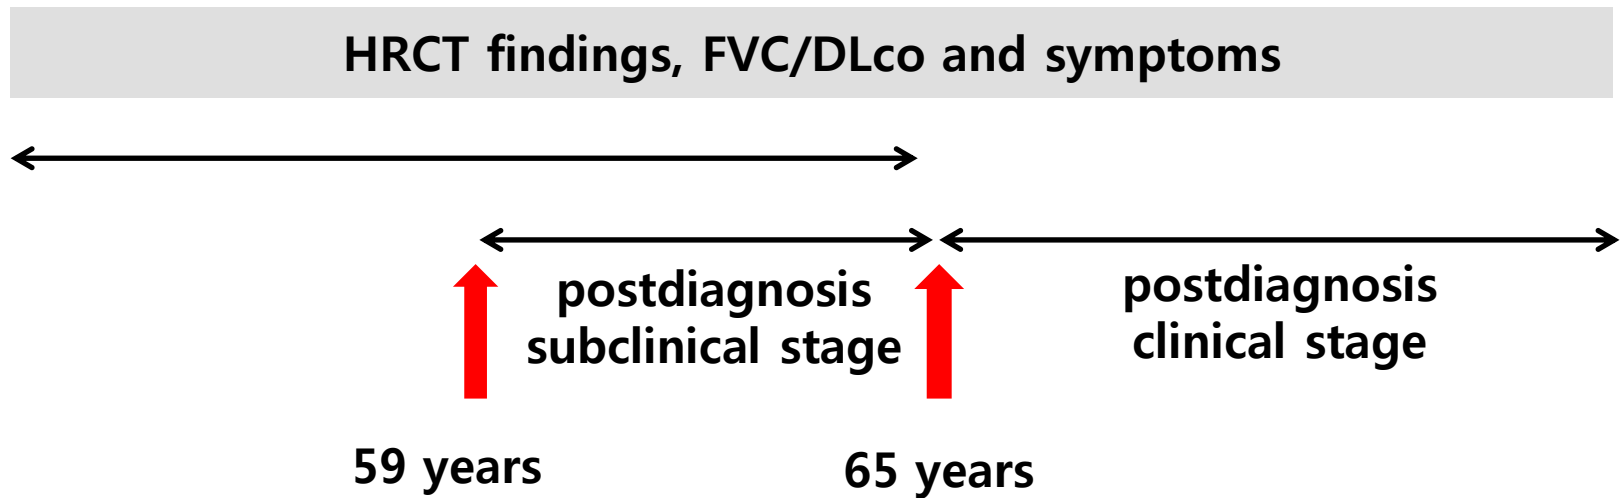 HRCT findings, FVC/DLco and symptoms
postdiagnosis
subclinical stage
postdiagnosis
clinical stage
59 years
65 years